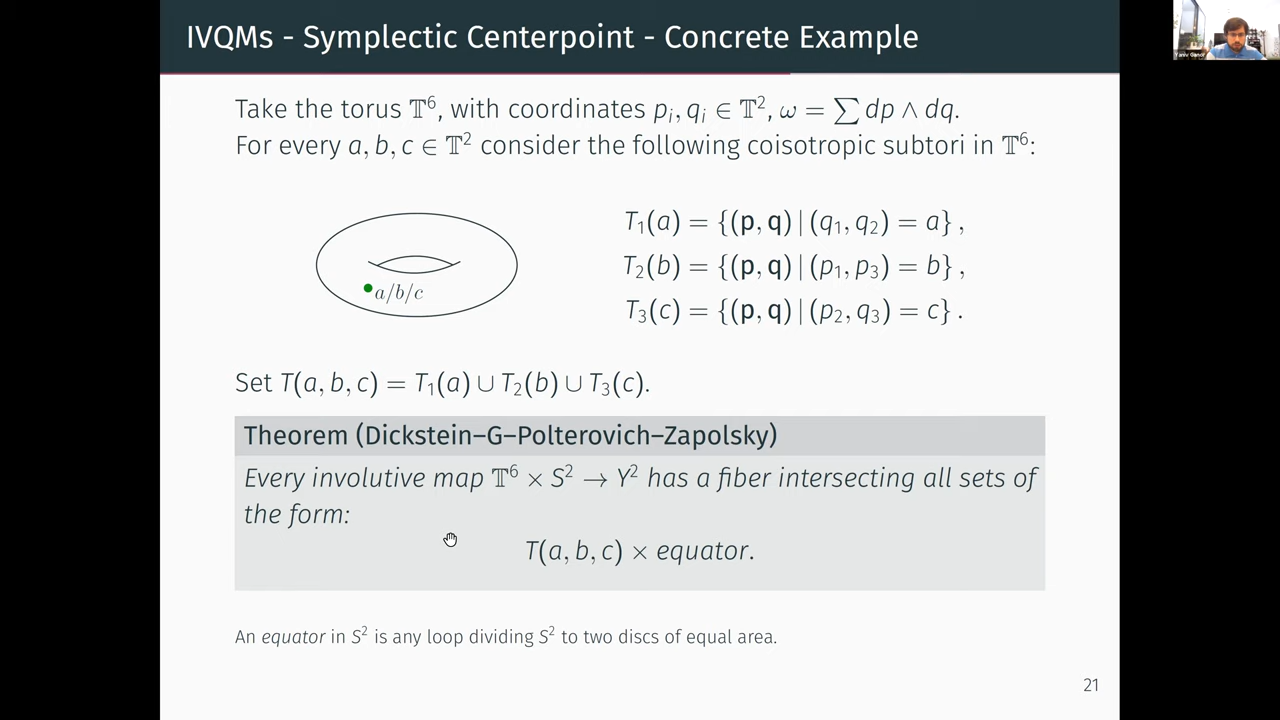 IVQMs - Symplectic Centerpoint - Concrete Example
Take the torus 𝕋⁶, with coordinates pᵢ, qᵢ ∈ 𝕋², ω = ∑ dp ∧ dq.
For every a, b, c ∈ 𝕋² consider the following coisotropic subtori in 𝕋⁶:
a/b/c
T₁(a) = {(p, q) | (q₁, q₂) = a} ,
T₂(b) = {(p, q) | (p₁, p₃) = b} ,
T₃(c) = {(p, q) | (p₂, q₃) = c} .
Set T(a, b, c) = T₁(a) ∪ T₂(b) ∪ T₃(c).
Theorem (Dickstein–G–Polterovich–Zapolsky)
Every involutive map 𝕋⁶ × S² → Y² has a fiber intersecting all sets of
the form:
T(a, b, c) × equator.
An equator in S² is any loop dividing S² to two discs of equal area.
21